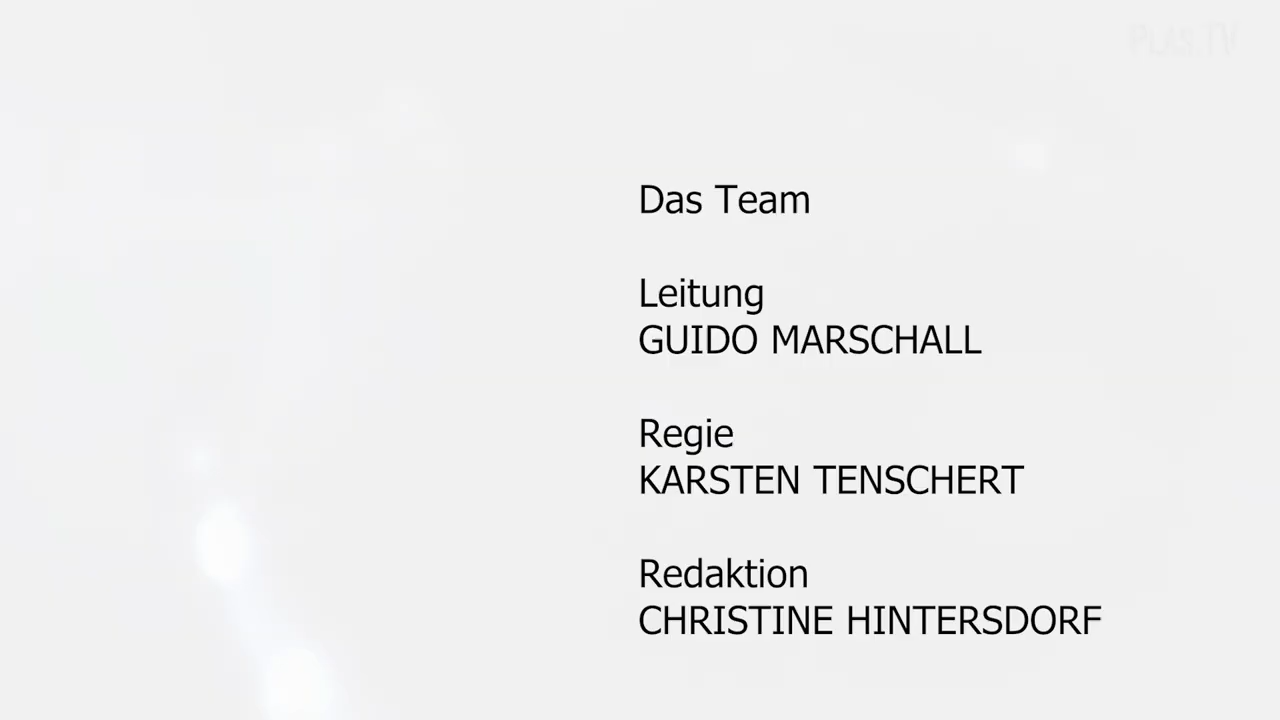 Das Team
Leitung
GUIDO MARSCHALL
Regie
KARSTEN TENSCHERT
Redaktion
CHRISTINE HINTERSDORF